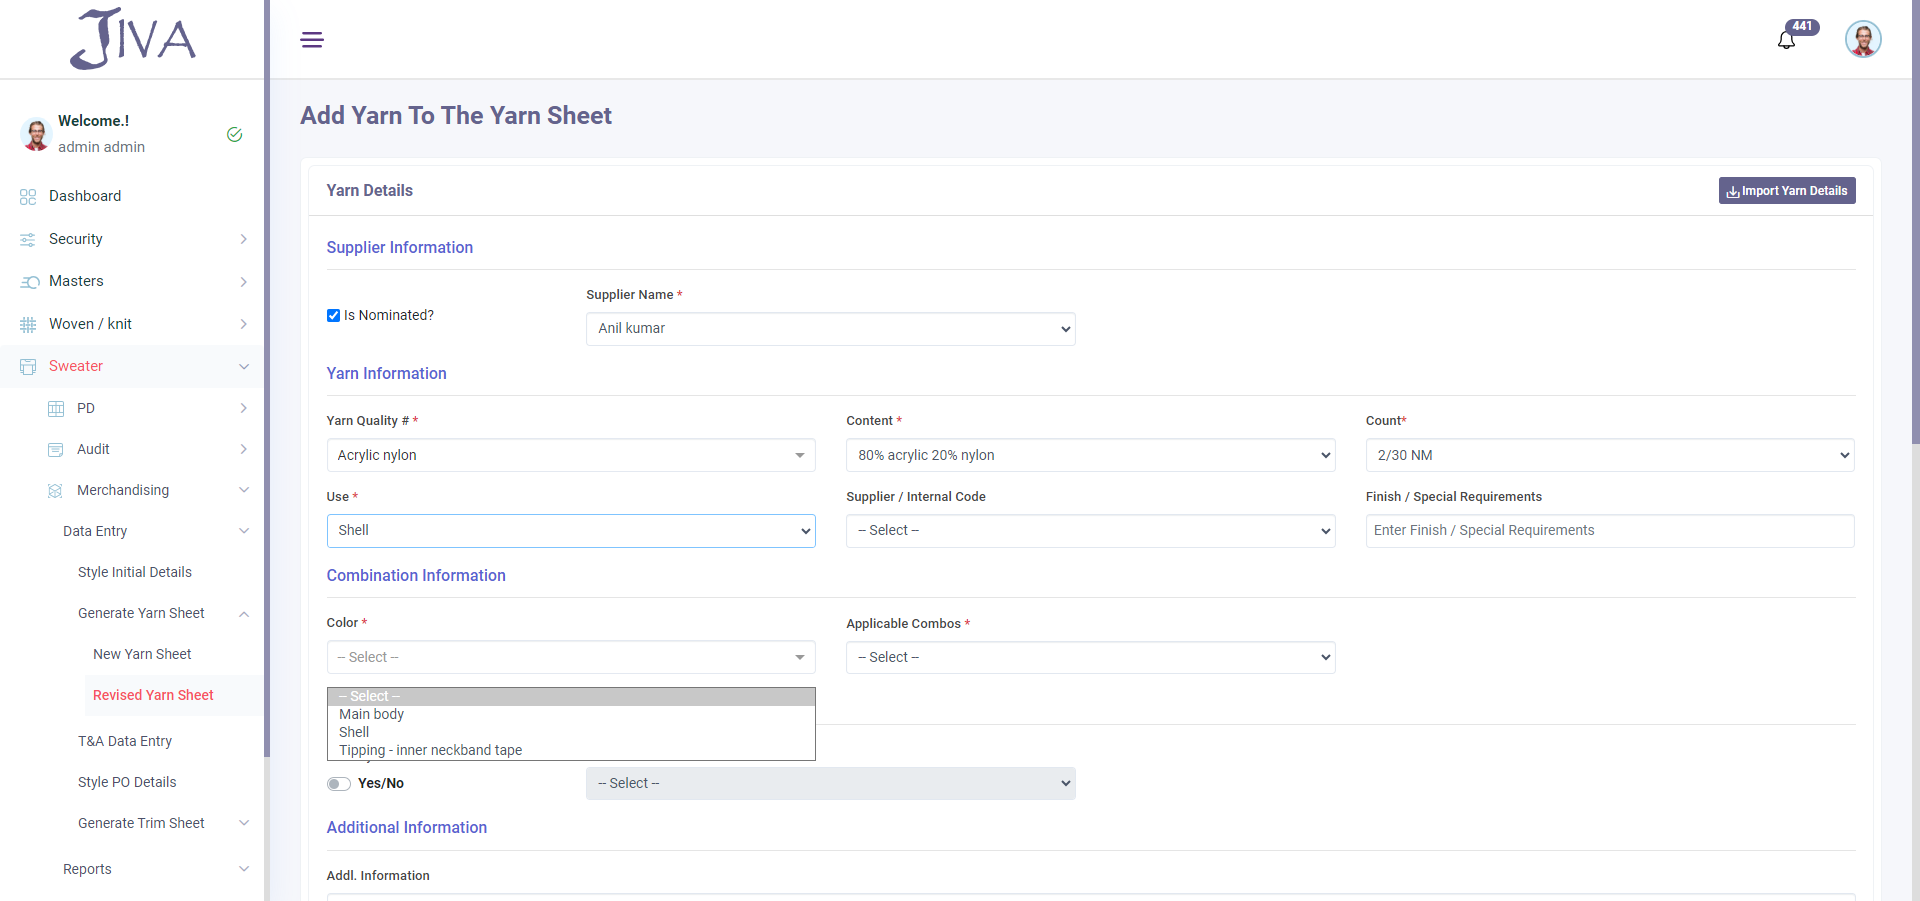 JIVA
441
Welcome.!
admin admin
Dashboard
Security
Masters
Woven / knit
Sweater
PD
Audit
Merchandising
Data Entry
Style Initial Details
Generate Yarn Sheet
New Yarn Sheet
Revised Yarn Sheet
T&A Data Entry
Style PO Details
Generate Trim Sheet
Reports
Add Yarn To The Yarn Sheet
Yarn Details
Import Yarn Details
Supplier Information
Is Nominated?
Supplier Name *
Anil kumar
Yarn Information
Yarn Quality # *
Content *
Count*
Acrylic nylon
80% acrylic 20% nylon
2/30 NM
Use *
Supplier / Internal Code
Finish / Special Requirements
Shell
-- Select --
Enter Finish / Special Requirements
Combination Information
Color *
Applicable Combos *
-- Select --
-- Select --
-- Select --
Main body
Shell
Tipping - inner neckband tape
Yes/No
-- Select --
Additional Information
Addl. Information